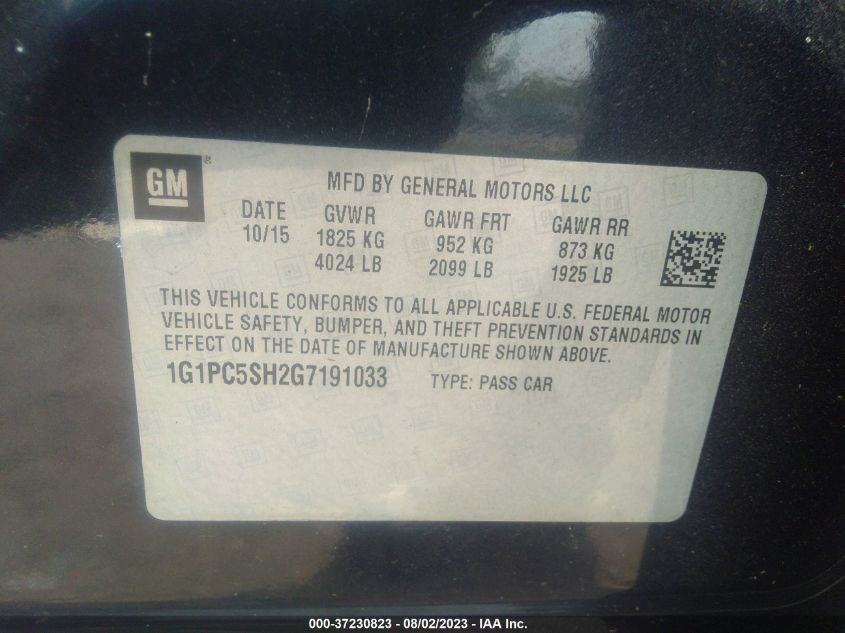 GM ®
MFD BY GENERAL MOTORS LLC
DATE GVWR GAWR FRT GAWR RR
10/15 1825 KG 952 KG 873 KG
4024 LB 2099 LB 1925 LB
THIS VEHICLE CONFORMS TO ALL APPLICABLE U.S. FEDERAL MOTOR
VEHICLE SAFETY, BUMPER, AND THEFT PREVENTION STANDARDS IN
EFFECT ON THE DATE OF MANUFACTURE SHOWN ABOVE.
1G1PC5SH2G7191033 TYPE: PASS CAR
000-37230823 - 08/02/2023 - IAA Inc.